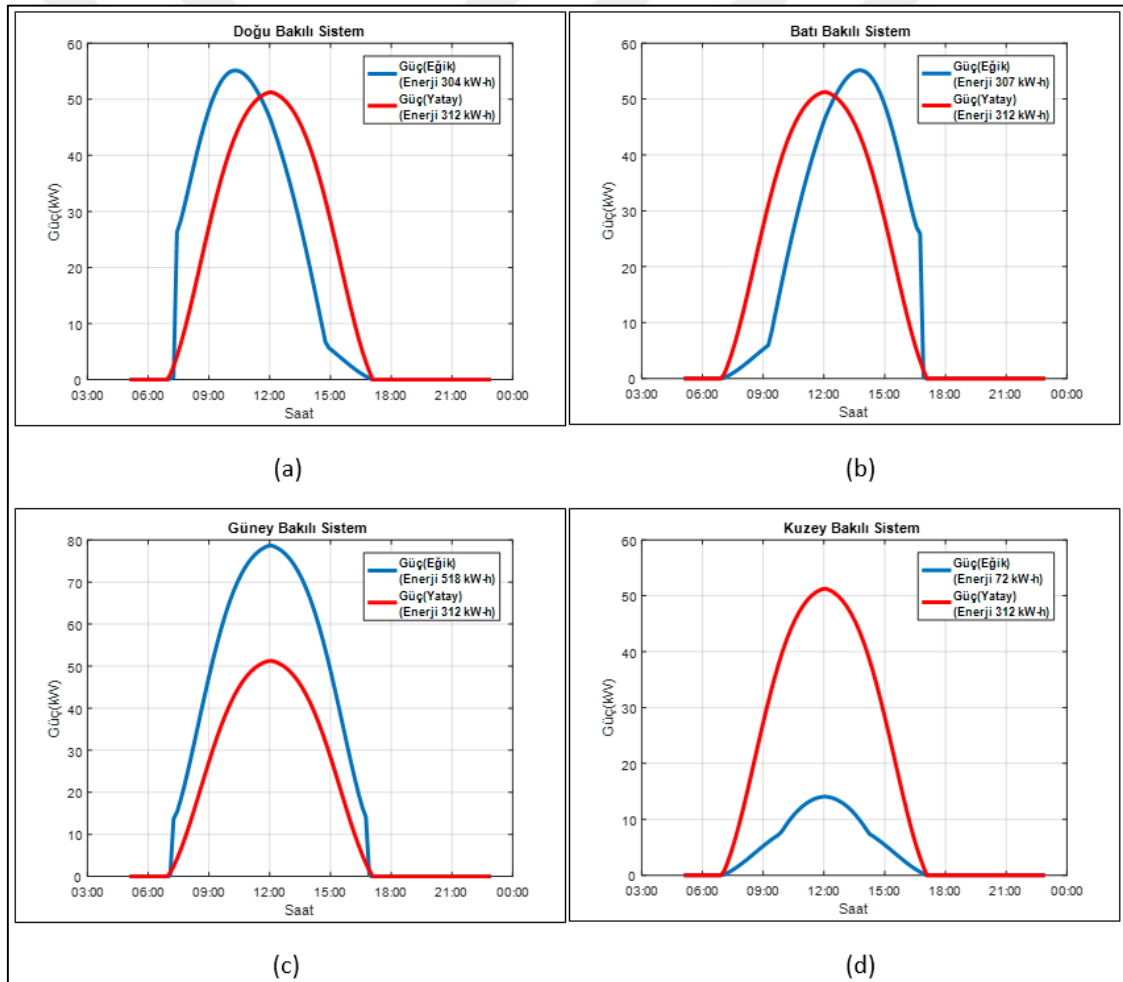 Doğu Bakılı Sistem
60
50
40
30
20
10
0
Güç(kW)
Güç(Eğik)
(Enerji 304 kW-h)
Güç(Yatay)
(Enerji 312 kW-h)
03:00 06:00 09:00 12:00 15:00 18:00 21:00 00:00
Saat
(a)
Batı Bakılı Sistem
60
50
40
30
20
10
0
Güç(kW)
Güç(Eğik)
(Enerji 307 kW-h)
Güç(Yatay)
(Enerji 312 kW-h)
03:00 06:00 09:00 12:00 15:00 18:00 21:00 00:00
Saat
(b)
Güney Bakılı Sistem
80
70
60
50
40
30
20
10
0
Güç(kW)
Güç(Eğik)
(Enerji 518 kW-h)
Güç(Yatay)
(Enerji 312 kW-h)
03:00 06:00 09:00 12:00 15:00 18:00 21:00 00:00
Saat
(c)
Kuzey Bakılı Sistem
60
50
40
30
20
10
0
Güç(kW)
Güç(Eğik)
(Enerji 72 kW-h)
Güç(Yatay)
(Enerji 312 kW-h)
03:00 06:00 09:00 12:00 15:00 18:00 21:00 00:00
Saat
(d)